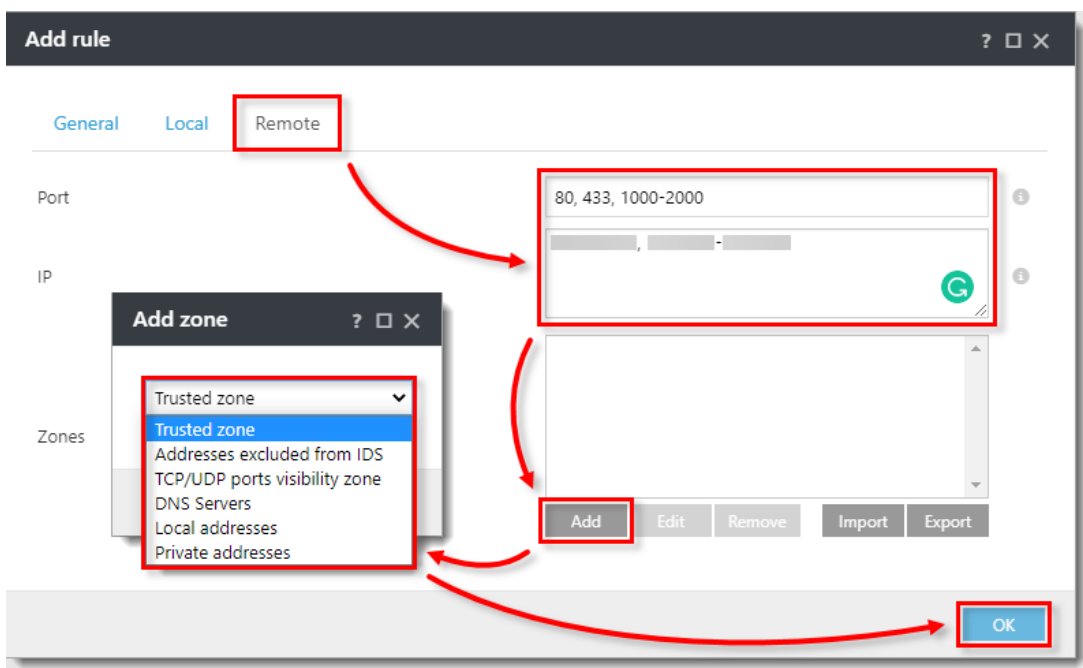 Add rule
?
General Local Remote
Port
80, 433, 1000-2000
IP
, -
Add zone
?
Trusted zone
Zones
Trusted zone
Addresses excluded from IDS
TCP/UDP ports visibility zone
DNS Servers
Local addresses
Private addresses
Add Edit Remove Import Export
OK